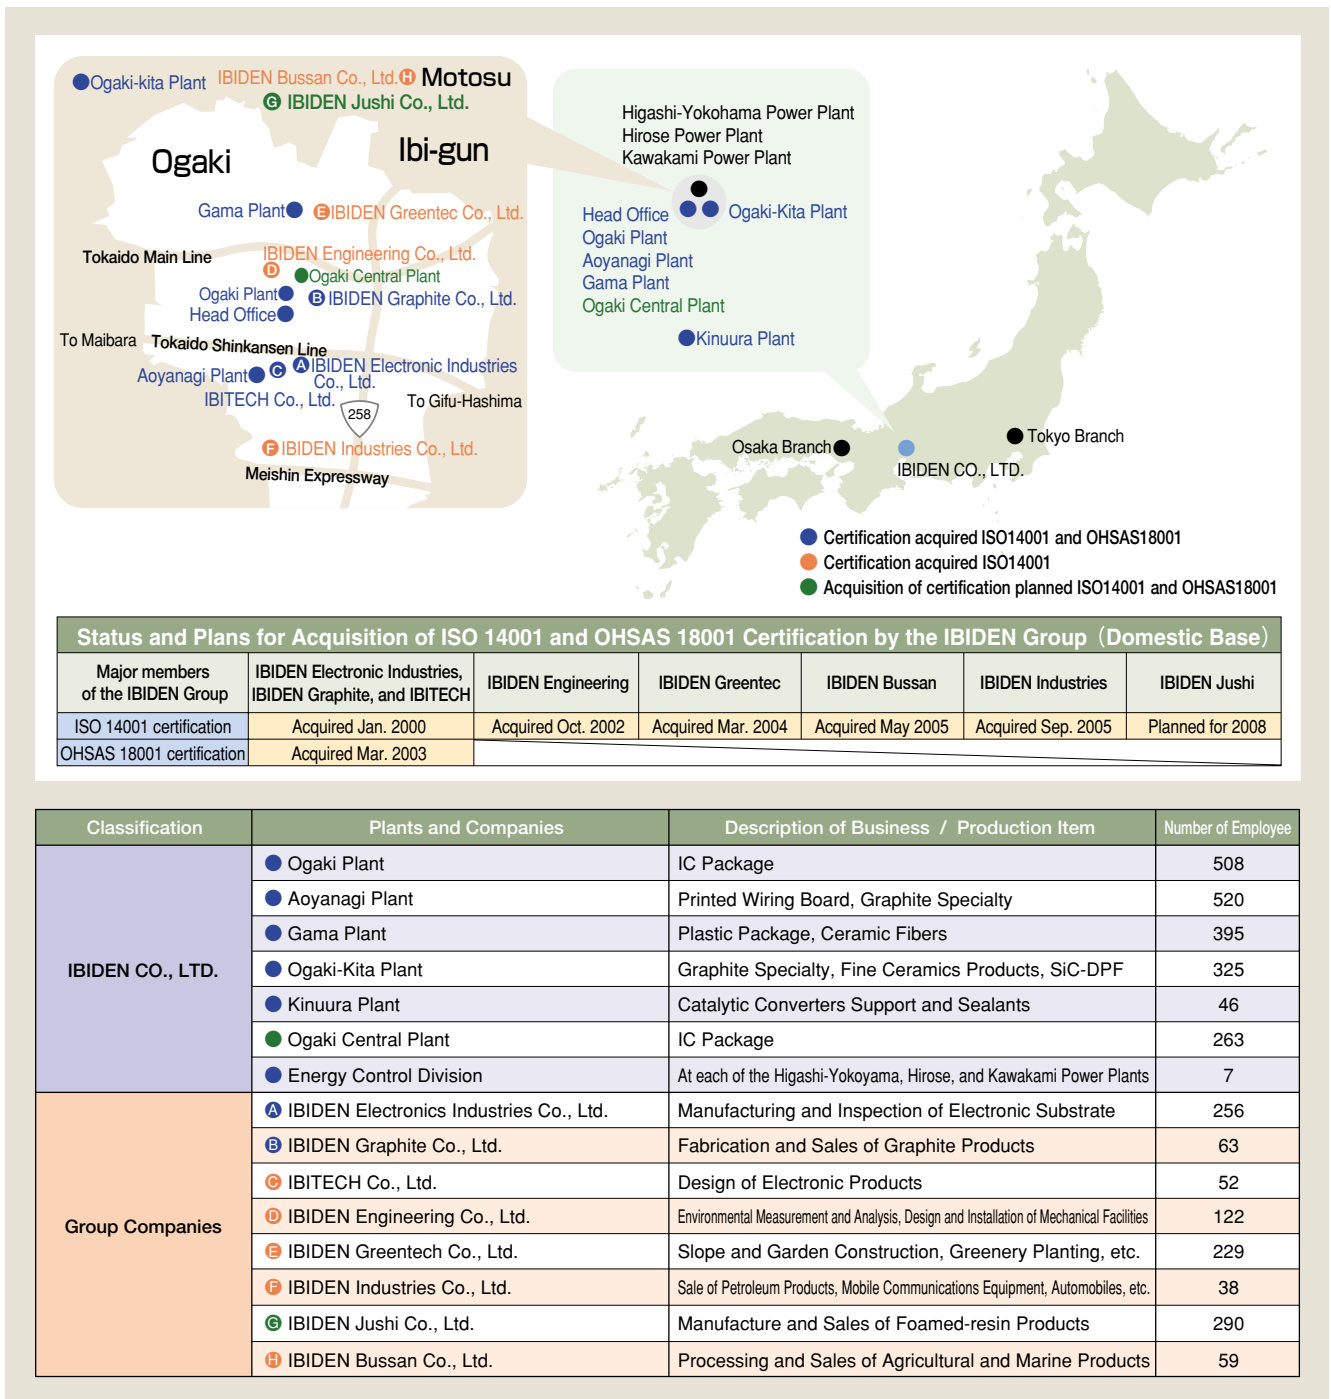 Ogaki-kita Plant
IBIDEN Bussan Co., Ltd. H Motosu
G IBIDEN Jushi Co., Ltd.
Ogaki
Ibi-gun
Gama Plant
E IBIDEN Greentec Co., Ltd.
Tokaido Main Line
IBIDEN Engineering Co., Ltd.
D
Ogaki Central Plant
Ogaki Plant
B IBIDEN Graphite Co., Ltd.
Head Office
To Maibara
Tokaido Shinkansen Line
Aoyanagi Plant
C
A IBIDEN Electronic Industries
Co., Ltd.
IBITECH Co., Ltd.
258
To Gifu-Hashima
F IBIDEN Industries Co., Ltd.
Meishin Expressway
Higashi-Yokohama Power Plant
Hirose Power Plant
Kawakami Power Plant
Head Office
Ogaki-Kita Plant
Ogaki Plant
Aoyanagi Plant
Gama Plant
Ogaki Central Plant
Kinuura Plant
Osaka Branch
Tokyo Branch
IBIDEN CO., LTD.
Certification acquired ISO14001 and OHSAS18001
Certification acquired ISO14001
Acquisition of certification planned ISO14001 and OHSAS18001
Status and Plans for Acquisition of ISO 14001 and OHSAS 18001 Certification by the IBIDEN Group (Domestic Base)
Major members
of the IBIDEN Group
IBIDEN Electronic Industries,
IBIDEN Graphite, and IBITECH
IBIDEN Engineering
IBIDEN Greentec
IBIDEN Bussan
IBIDEN Industries
IBIDEN Jushi
ISO 14001 certification Acquired Jan. 2000 Acquired Oct. 2002 Acquired Mar. 2004 Acquired May 2005 Acquired Sep. 2005 Planned for 2008
OHSAS 18001 certification Acquired Mar. 2003
Classification Plants and Companies Description of Business / Production Item Number of Employee
IBIDEN CO., LTD.
Ogaki Plant IC Package 508
Aoyanagi Plant Printed Wiring Board, Graphite Specialty 520
Gama Plant Plastic Package, Ceramic Fibers 395
Ogaki-Kita Plant Graphite Specialty, Fine Ceramics Products, SiC-DPF 325
Kinuura Plant Catalytic Converters Support and Sealants 46
Ogaki Central Plant IC Package 263
Energy Control Division At each of the Higashi-Yokoyama, Hirose, and Kawakami Power Plants 7
Group Companies
A IBIDEN Electronics Industries Co., Ltd. Manufacturing and Inspection of Electronic Substrate 256
B IBIDEN Graphite Co., Ltd. Fabrication and Sales of Graphite Products 63
C IBITECH Co., Ltd. Design of Electronic Products 52
D IBIDEN Engineering Co., Ltd. Environmental Measurement and Analysis, Design and Installation of Mechanical Facilities 122
E IBIDEN Greentech Co., Ltd. Slope and Garden Construction, Greenery Planting, etc. 229
F IBIDEN Industries Co., Ltd. Sale of Petroleum Products, Mobile Communications Equipment, Automobiles, etc. 38
G IBIDEN Jushi Co., Ltd. Manufacture and Sales of Foamed-resin Products 290
H IBIDEN Bussan Co., Ltd. Processing and Sales of Agricultural and Marine Products 59